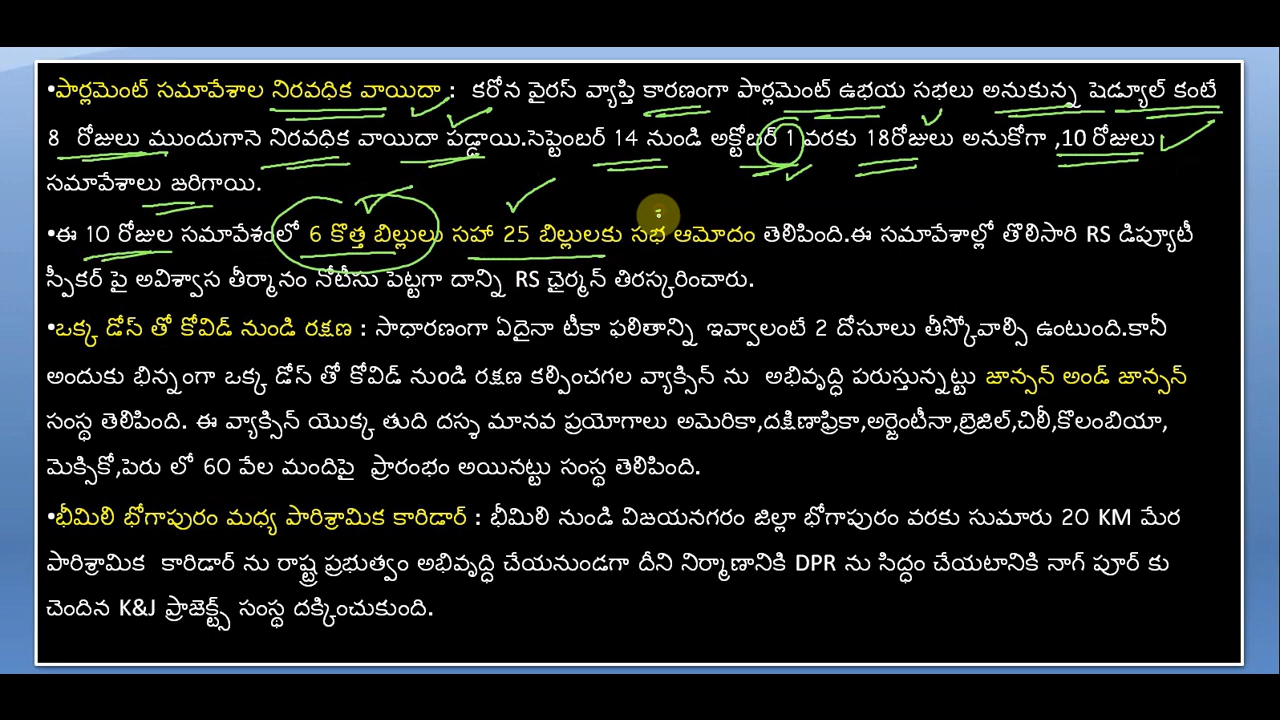 •పార్లమెంట్ సమావేశాల నిరవధిక వాయిదా : కరోన వైరస్ వ్యాప్తి కారణంగా పార్లమెంట్ ఉభయ సభలు అనుకున్న షెడ్యూల్ కంటే
8 రోజులు ముందుగానె నిరవధిక వాయిదా పడ్డాయి.సెప్టెంబర్ 14 నుండి అక్టోబర్ 1 వరకు 18రోజులు అనుకోగా ,10 రోజులు
సమావేశాలు జరిగాయి.
•ఈ 10 రోజుల సమావేశంలో 6 కొత్త బిల్లులు సహా 25 బిల్లులకు సభ ఆమోదం తెలిపింది.ఈ సమావేశాల్లో తొలిసారి RS డిప్యూటీ
స్పీకర్ పై అవిశ్వాస తీర్మానం నోటీసు పెట్టగా దాన్ని RS ఛైర్మన్ తిరస్కరించారు.
•ఒక్క డోస్ తో కోవిడ్ నుండి రక్షణ : సాధారణంగా ఏదైనా టీకా ఫలితాన్ని ఇవ్వాలంటే 2 దోసూలు తీస్కోవాల్సి ఉంటుంది.కానీ
అందుకు భిన్నంగా ఒక్క డోస్ తో కోవిడ్ నుండి రక్షణ కల్పించగల వ్యాక్సిన్ ను అభివృద్ధి పరుస్తున్నట్టు జాన్సన్ అండ్ జాన్సన్
సంస్థ తెలిపింది. ఈ వ్యాక్సిన్ యొక్క తుది దస్శ మానవ ప్రయోగాలు అమెరికా,దక్షిణాఫ్రికా,అర్జెంటీనా,బ్రెజిల్,చిలీ,కొలంబియా,
మెక్సికో,పెరు లో 60 వేల మందిపై ప్రారంభం అయినట్టు సంస్థ తెలిపింది.
•భీమిలి భోగాపురం మధ్య పారిశ్రామిక కారిడార్ : భీమిలి నుండి విజయనగరం జిల్లా భోగాపురం వరకు సుమారు 20 KM మేర
పారిశ్రామిక కారిడార్ ను రాష్ట్ర ప్రభుత్వం అభివృద్ధి చేయనుండగా దీని నిర్మాణానికి DPR ను సిద్ధం చేయటానికి నాగ్ పూర్ కు
చెందిన K&J ప్రాజెక్ట్స్ సంస్థ దక్కించుకుంది.